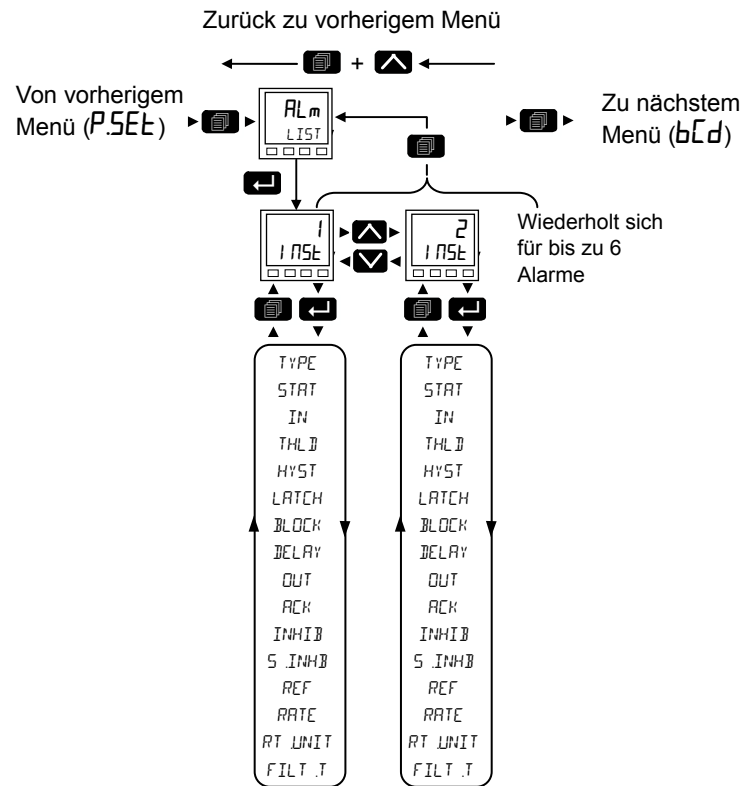 Zurück zu vorherigem Menü
+
Von vorherigem
Menü (P.SEt)
ALm
LIST
Zu nächstem
Menü (bCd)
1
INSt
2
INSt
Wiederholt sich
für bis zu 6
Alarme
TYPE
STAT
IN
THLD
HYST
LATCH
BLOCK
DELAY
OUT
ACK
INHIB
S.INHB
REF
RATE
RT.UNIT
FILT.T
TYPE
STAT
IN
THLD
HYST
LATCH
BLOCK
DELAY
OUT
ACK
INHIB
S.INHB
REF
RATE
RT.UNIT
FILT.T